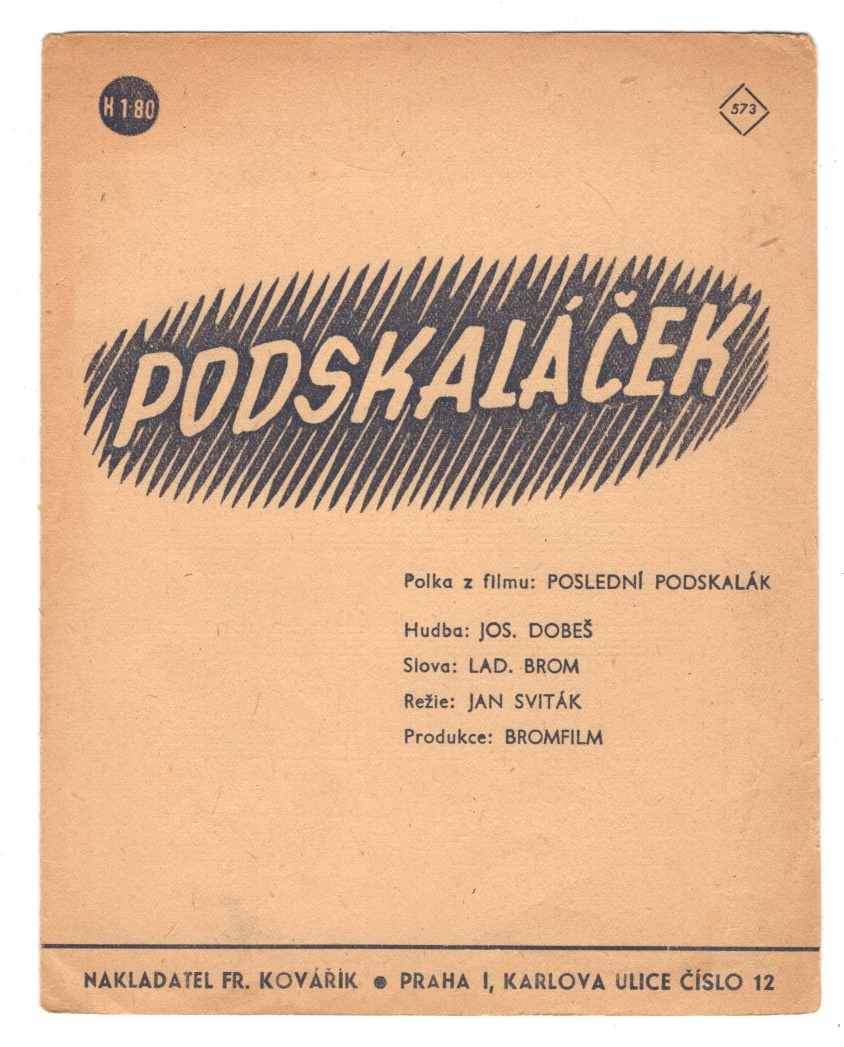 K 1·80
573
PODSKALÁČEK
Polka z filmu: POSLEDNÍ PODSKALÁK
Hudba: JOS. DOBEŠ
Slova: LAD. BROM
Režie: JAN SVITÁK
Produkce: BROMFILM
NAKLADATEL FR. KOVÁŘÍK ● PRAHA I, KARLOVA ULICE ČÍSLO 12